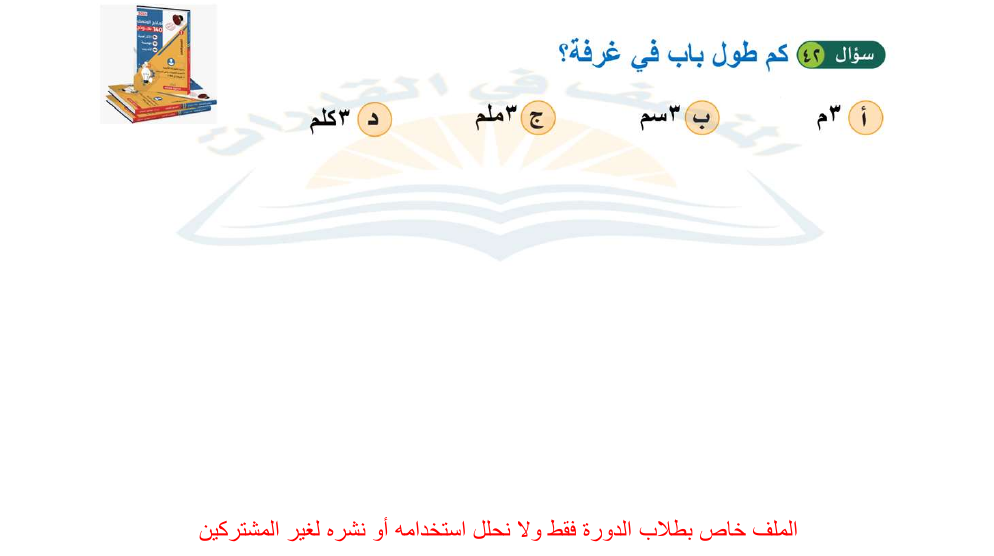 سؤال ٤٢ كم طول باب في غرفة؟
أ ٣م ب ٣سم ج ٣ملم د ٣كلم
الملف خاص بطلاب الدورة فقط ولا نحلل استخدامه أو نشره لغير المشتركين